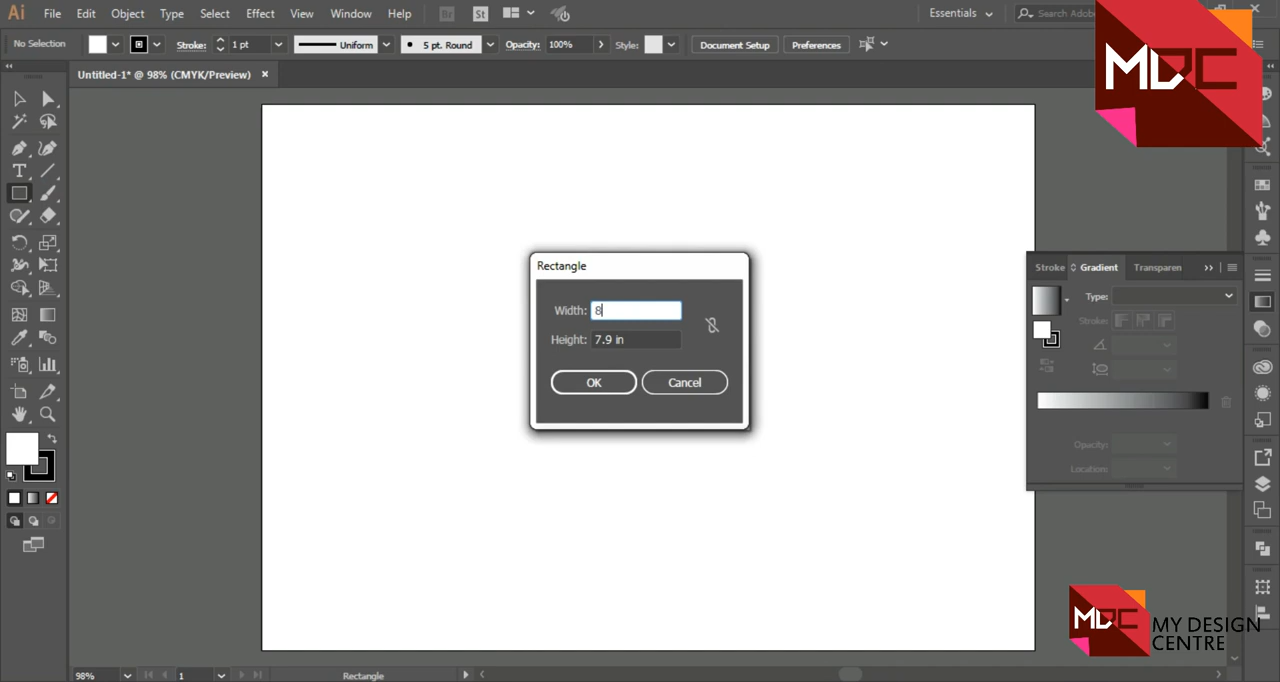 Ai File Edit Object Type Select Effect View Window Help Br St Essentials Search Adob
No Selection Stroke: 1 pt Uniform 5 pt. Round Opacity: 100% Style: Document Setup Preferences
Untitled-1* @ 98% (CMYK/Preview) ×
MDC
Rectangle
Width: 8
Height: 7.9 in
OK Cancel
Stroke Gradient Transparen
Type:
Stroke:
Opacity:
Location:
MDC MY DESIGN
CENTRE
98% 1 Rectangle